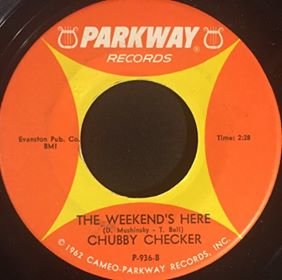 PARKWAY ®
RECORDS
Evanston Pub. Co.
BMI
Time: 2:28
THE WEEKEND'S HERE
(D. Mushinsky - T. Bell)
CHUBBY CHECKER
P-936-B
© 1962 CAMEO-PARKWAY RECORDS, INC.